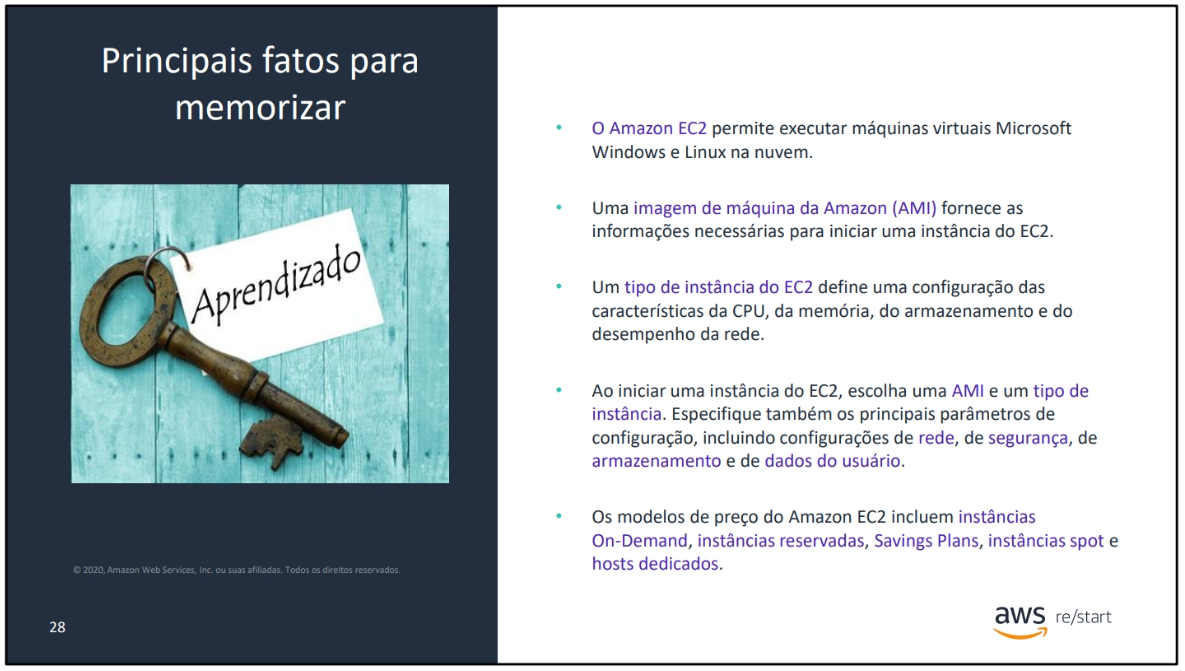 Principais fatos para
memorizar
Aprendizado
© 2020, Amazon Web Services, Inc. ou suas afiliadas. Todos os direitos reservados.
28
• O Amazon EC2 permite executar máquinas virtuais Microsoft
Windows e Linux na nuvem.
• Uma imagem de máquina da Amazon (AMI) fornece as
informações necessárias para iniciar uma instância do EC2.
• Um tipo de instância do EC2 define uma configuração das
características da CPU, da memória, do armazenamento e do
desempenho da rede.
• Ao iniciar uma instância do EC2, escolha uma AMI e um tipo de
instância. Especifique também os principais parâmetros de
configuração, incluindo configurações de rede, de segurança, de
armazenamento e de dados do usuário.
• Os modelos de preço do Amazon EC2 incluem instâncias
On-Demand, instâncias reservadas, Savings Plans, instâncias spot e
hosts dedicados.
aws re/start